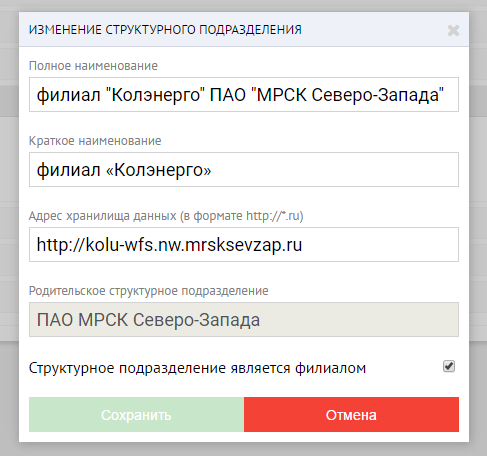 ИЗМЕНЕНИЕ СТРУКТУРНОГО ПОДРАЗДЕЛЕНИЯ
Полное наименование
филиал "Колэнерго" ПАО "МРСК Северо-Запада"
Краткое наименование
филиал «Колэнерго»
Адрес хранилища данных (в формате http://*.ru)
http://kolu-wfs.nw.mrsksevzap.ru
Родительское структурное подразделение
ПАО МРСК Северо-Запада
Структурное подразделение является филиалом
Сохранить
Отмена